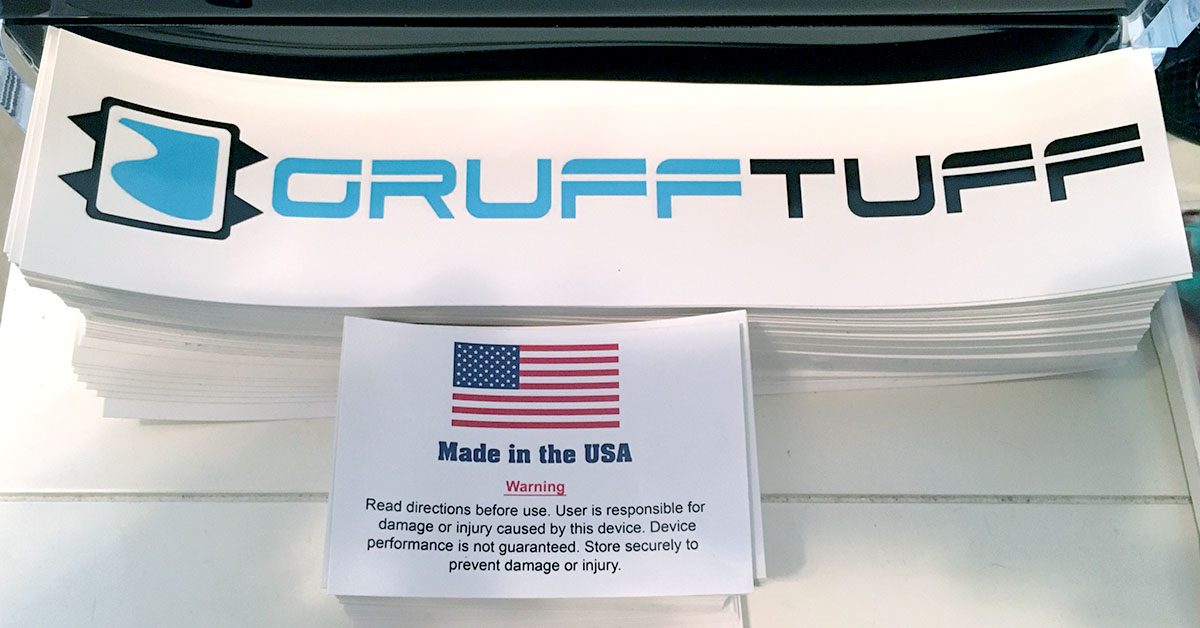 GRUFFTUFF
Made in the USA
Warning
Read directions before use. User is responsible for
damage or injury caused by this device. Device
performance is not guaranteed. Store securely to
prevent damage or injury.